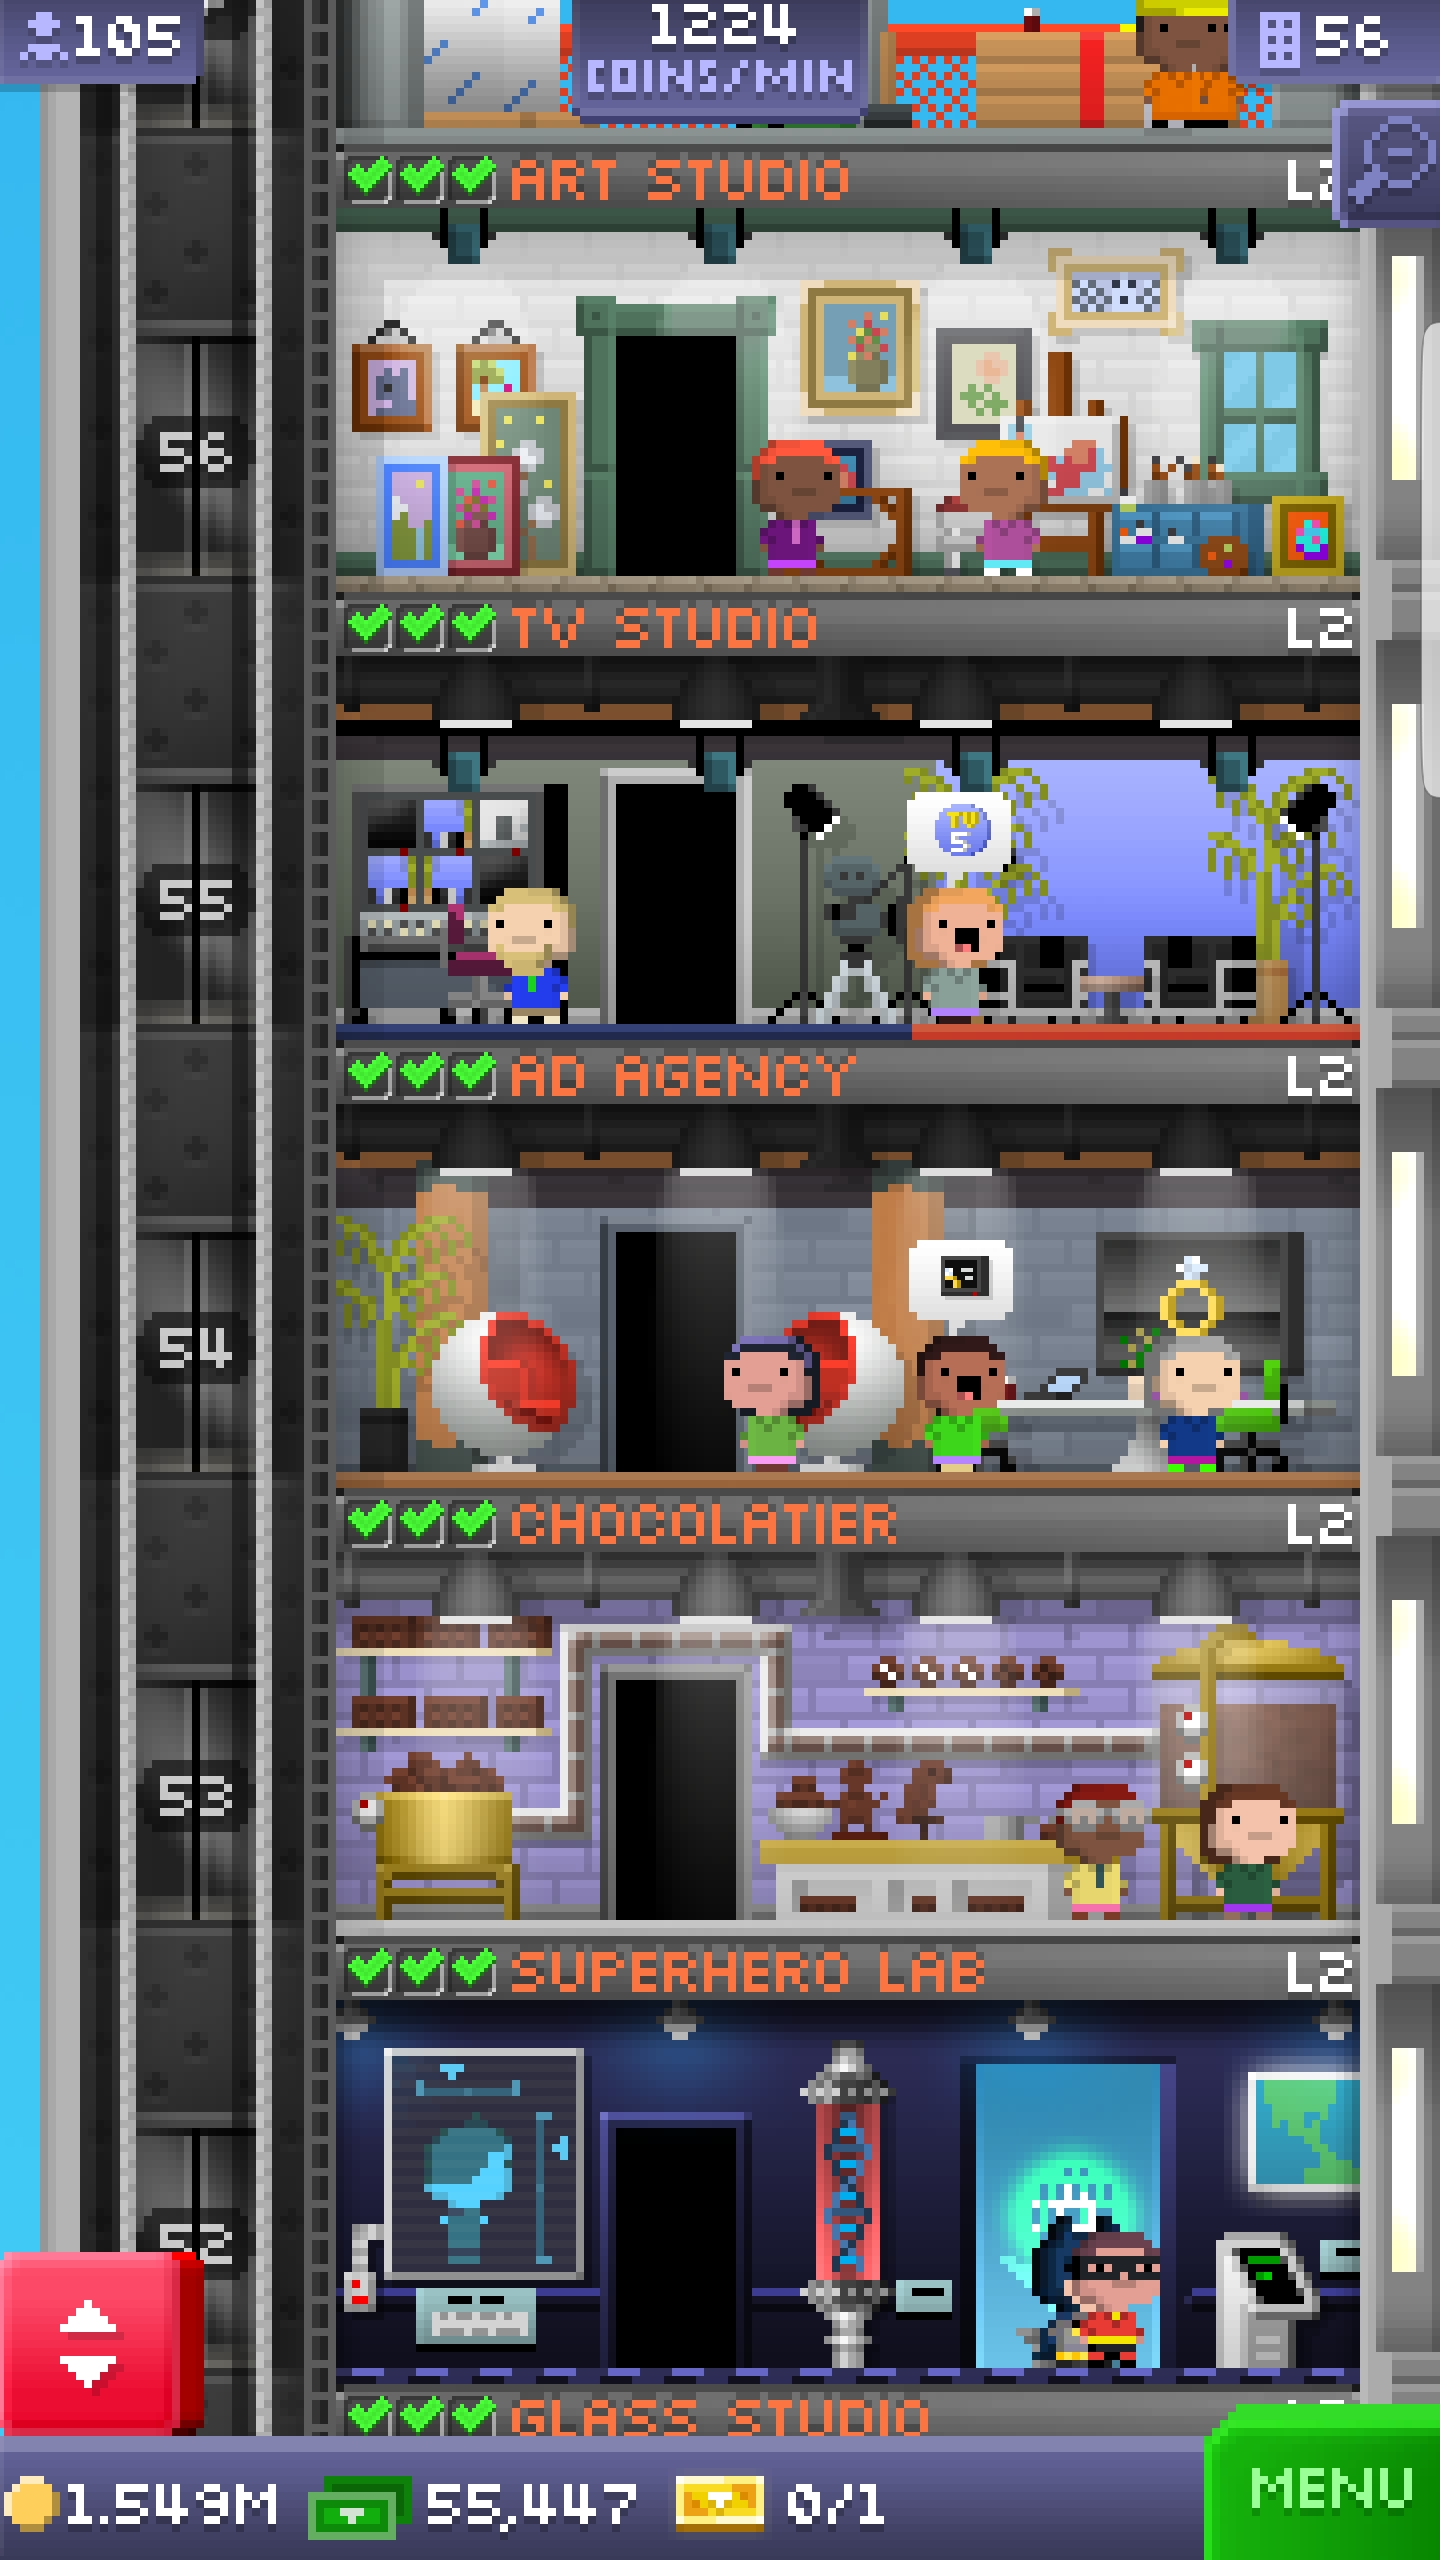 105
1224
COINS/MIN
56
ART STUDIO
56
TV STUDIO L2
TV
5
55
AD AGENCY L2
54
CHOCOLATIER L2
53
SUPERHERO LAB L2
52
GLASS STUDIO
1.549M 55,447 0/1
MENU